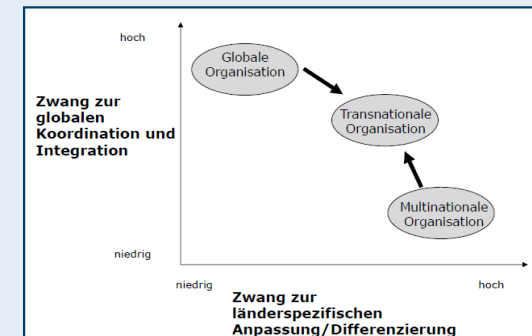 hoch
Globale
Organisation
Zwang zur
globalen
Koordination und
Integration
Transnationale
Organisation
Multinationale
Organisation
niedrig
niedrig
hoch
Zwang zur
länderspezifischen
Anpassung/Differenzierung